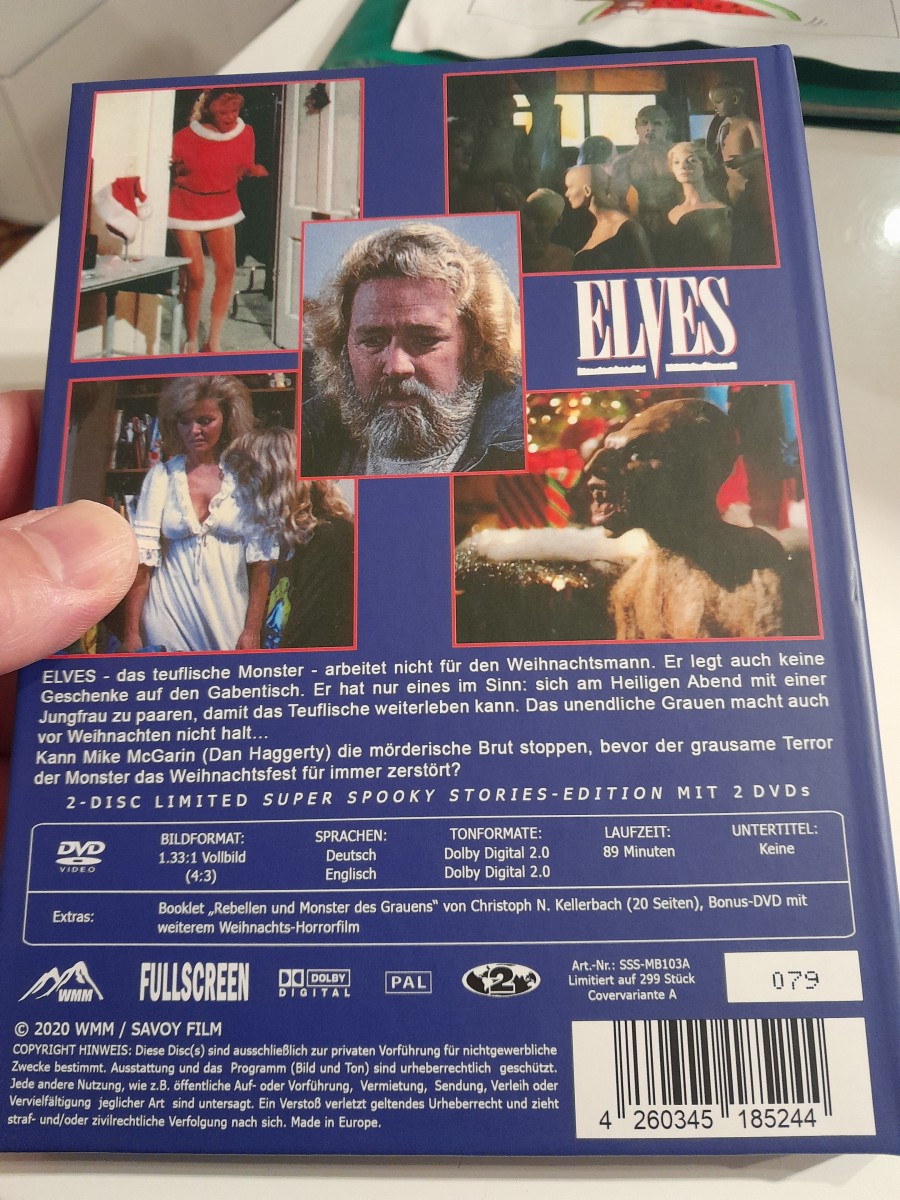 ELVES
ELVES - das teuflische Monster - arbeitet nicht für den Weihnachtsmann. Er legt auch keine
Geschenke auf den Gabentisch. Er hat nur eines im Sinn: sich am Heiligen Abend mit einer
Jungfrau zu paaren, damit das Teuflische weiterleben kann. Das unendliche Grauen macht auch
vor Weihnachten nicht halt...
Kann Mike McGarin (Dan Haggerty) die mörderische Brut stoppen, bevor der grausame Terror
der Monster das Weihnachtsfest für immer zerstört?
2-DISC LIMITED SUPER SPOOKY STORIES-EDITION MIT 2 DVDs
DVD
VIDEO
BILDFORMAT:
1.33:1 Vollbild
(4:3)
SPRACHEN:
Deutsch
Englisch
TONFORMATE:
Dolby Digital 2.0
Dolby Digital 2.0
LAUFZEIT:
89 Minuten
UNTERTITEL:
Keine
Extras:
Booklet „Rebellen und Monster des Grauens" von Christoph N. Kellerbach (20 Seiten), Bonus-DVD mit
weiterem Weihnachts-Horrorfilm
WMM
FULLSCREEN
DOLBY
DIGITAL
PAL
2
Art.-Nr.: SSS-MB103A
Limitiert auf 299 Stück
Covervariante A
079
© 2020 WMM / SAVOY FILM
COPYRIGHT HINWEIS: Diese Disc(s) sind ausschließlich zur privaten Vorführung für nichtgewerbliche
Zwecke bestimmt. Ausstattung und das Programm (Bild und Ton) sind urheberrechtlich geschützt.
Jede andere Nutzung, wie z.B. öffentliche Auf- oder Vorführung, Vermietung, Sendung, Verleih oder
Vervielfältigung jeglicher Art sind untersagt. Ein Verstoß verletzt geltendes Urheberrecht und zieht
straf- und/oder zivilrechtliche Verfolgung nach sich. Made in Europe.
4 260345 185244